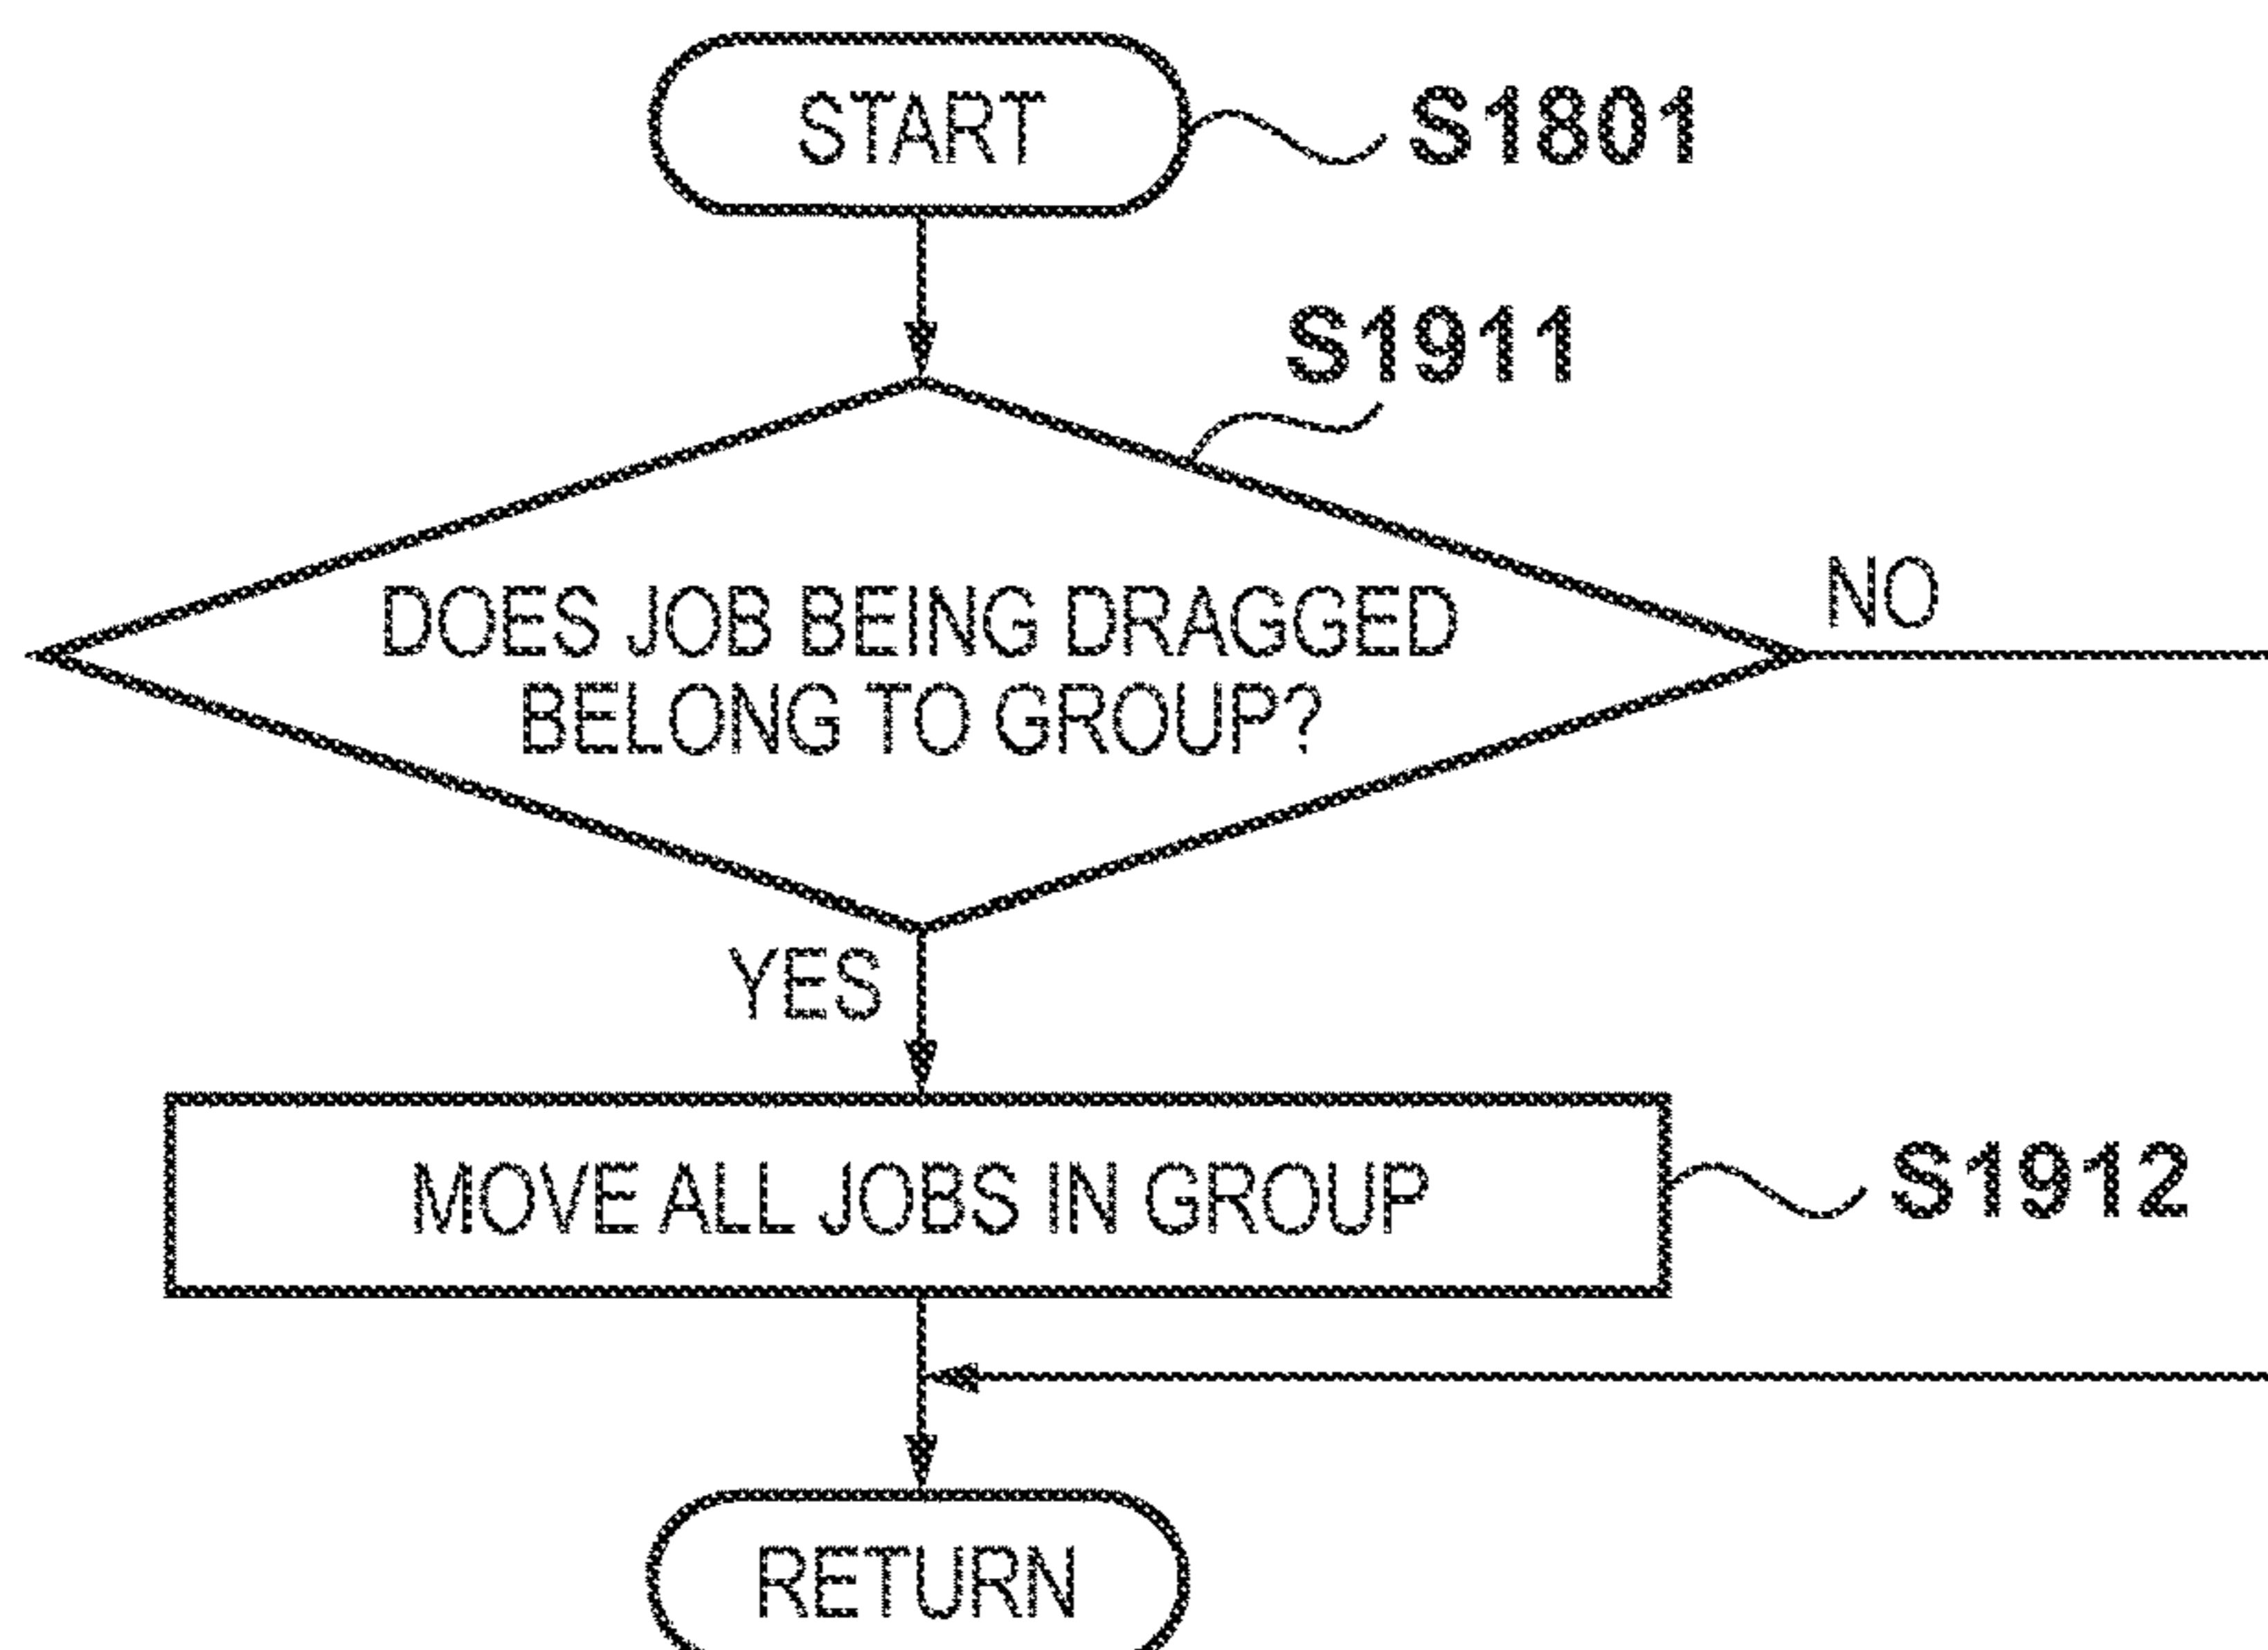 START
S1801
S1911
DOES JOB BEING DRAGGED
BELONG TO GROUP?
NO
YES
MOVE ALL JOBS IN GROUP
S1912
RETURN